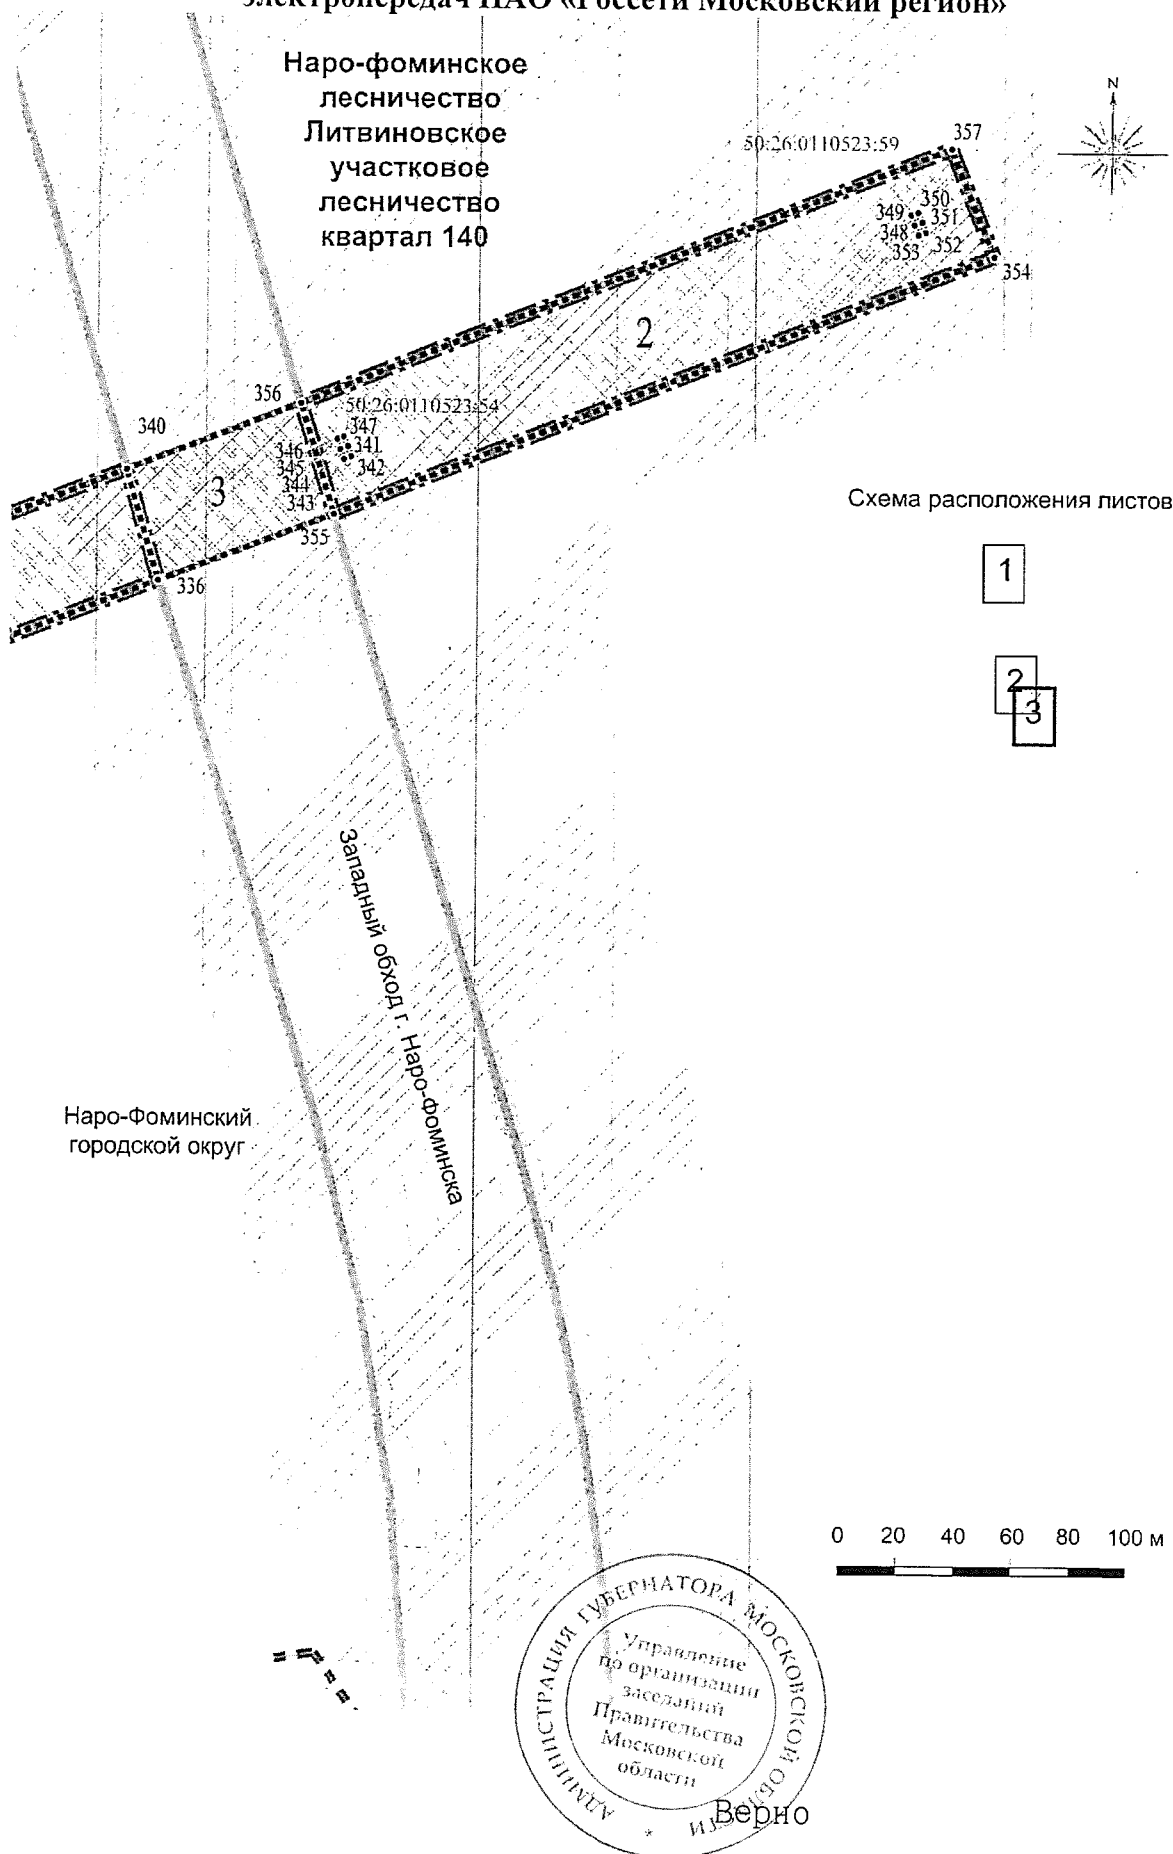 электропередач ПАО «Россети Московский регион»
Наро-фоминское
лесничество
Литвиновское
участковое
лесничество
квартал 140
N
50:26:0110523:59
357
350
349
351
348
352
353
354
2
356
50:26:0110523:54
340
347
346
341
345
342
344
343
3
355
336
Схема расположения листов
1
2
3
Западный обход г. Наро-Фоминска
Наро-Фоминский
городской округ
0 20 40 60 80 100 м
АДМИНИСТРАЦИЯ ГУБЕРНАТОРА МОСКОВСКОЙ ОБЛАСТИ *
Управление
по организации
заседаний
Правительства
Московской
области
Верно